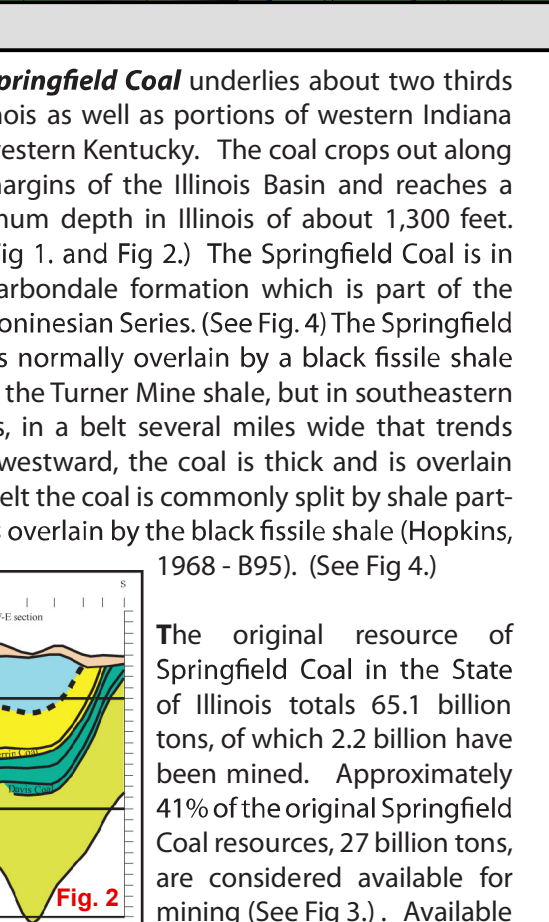 pringfield Coal underlies about two thirds
nois as well as portions of western Indiana
estern Kentucky. The coal crops out along
argins of the Illinois Basin and reaches a
num depth in Illinois of about 1,300 feet.
ig 1. and Fig 2.) The Springfield Coal is in
arbondale formation which is part of the
oninesian Series. (See Fig. 4) The Springfield
s normally overlain by a black fissile shale
the Turner Mine shale, but in southeastern
s, in a belt several miles wide that trends
westward, the coal is thick and is overlain
elt the coal is commonly split by shale part-
s overlain by the black fissile shale (Hopkins,
1968 - B95). (See Fig 4.)
S
-E section
The original resource of
Springfield Coal in the State
of Illinois totals 65.1 billion
tons, of which 2.2 billion have
been mined. Approximately
41% of the original Springfield
Coal resources, 27 billion tons,
are considered available for
mining (See Fig 3.) . Available
Coal
Davis Coal
Fig. 2